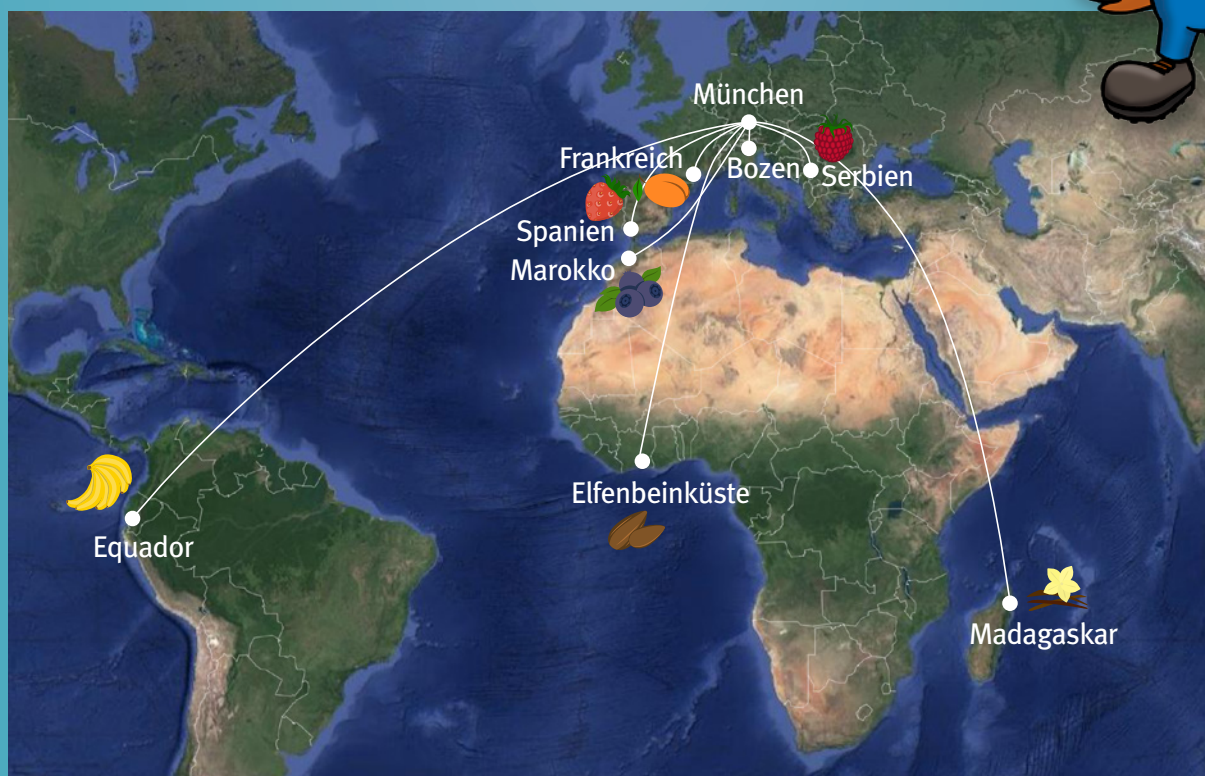 München
Frankreich
Bozen
Serbien
Spanien
Marokko
Elfenbeinküste
Equador
Madagaskar